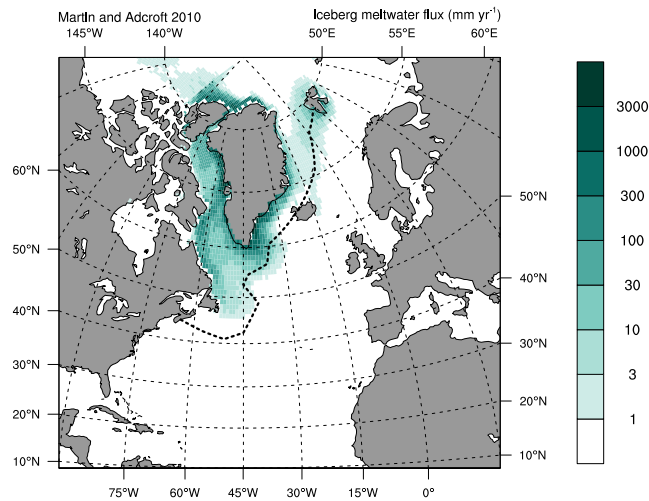 Martin and Adcroft 2010
Iceberg meltwater flux (mm yr⁻¹)
145°W 140°W 50°E 55°E 60°E
60°N
50°N
40°N
30°N
20°N
10°N
50°N
40°N
30°N
20°N
10°N
75°W 60°W 45°W 30°W 15°W 0°
3000
1000
300
100
30
10
3
1